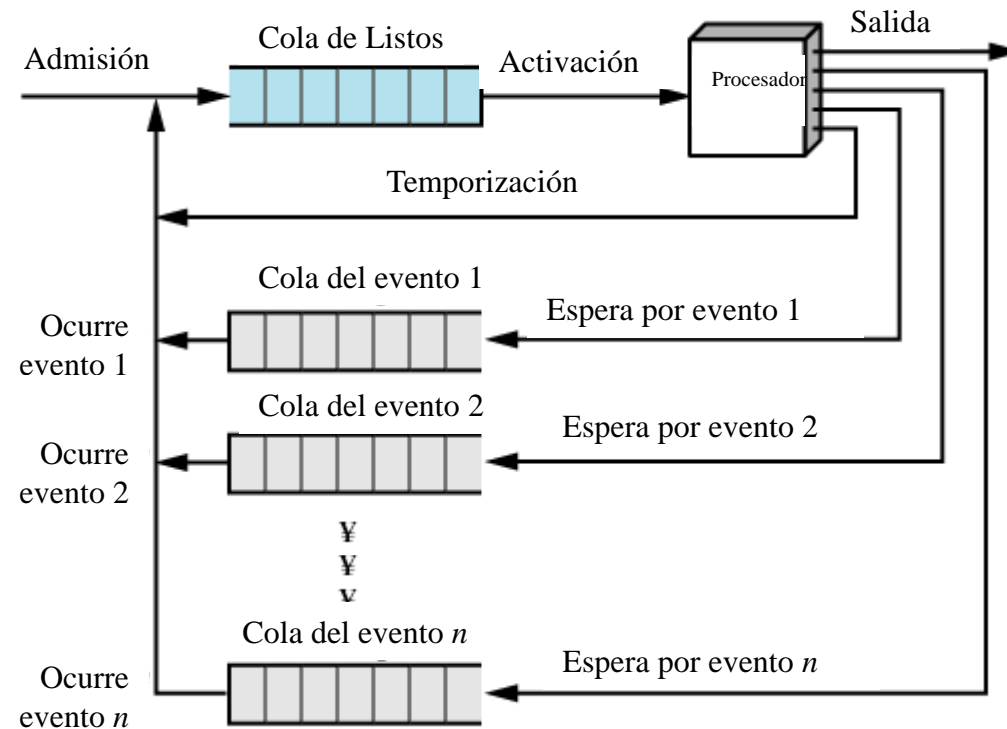 Salida
Cola de Listos
Admisión
Activación
Procesador
Temporización
Cola del evento 1
Espera por evento 1
Ocurre
evento 1
Cola del evento 2
Espera por evento 2
Ocurre
evento 2
¥
¥
¥
Cola del evento n
Espera por evento n
Ocurre
evento n